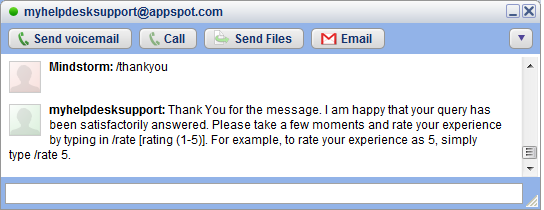 myhelpdesksupport@appspot.com
Send voicemail Call Send Files Email
Mindstorm: /thankyou
myhelpdesksupport: Thank You for the message. I am happy that your query has
been satisfactorily answered. Please take a few moments and rate your experience
by typing in /rate [rating (1-5)]. For example, to rate your experience as 5, simply
type /rate 5.